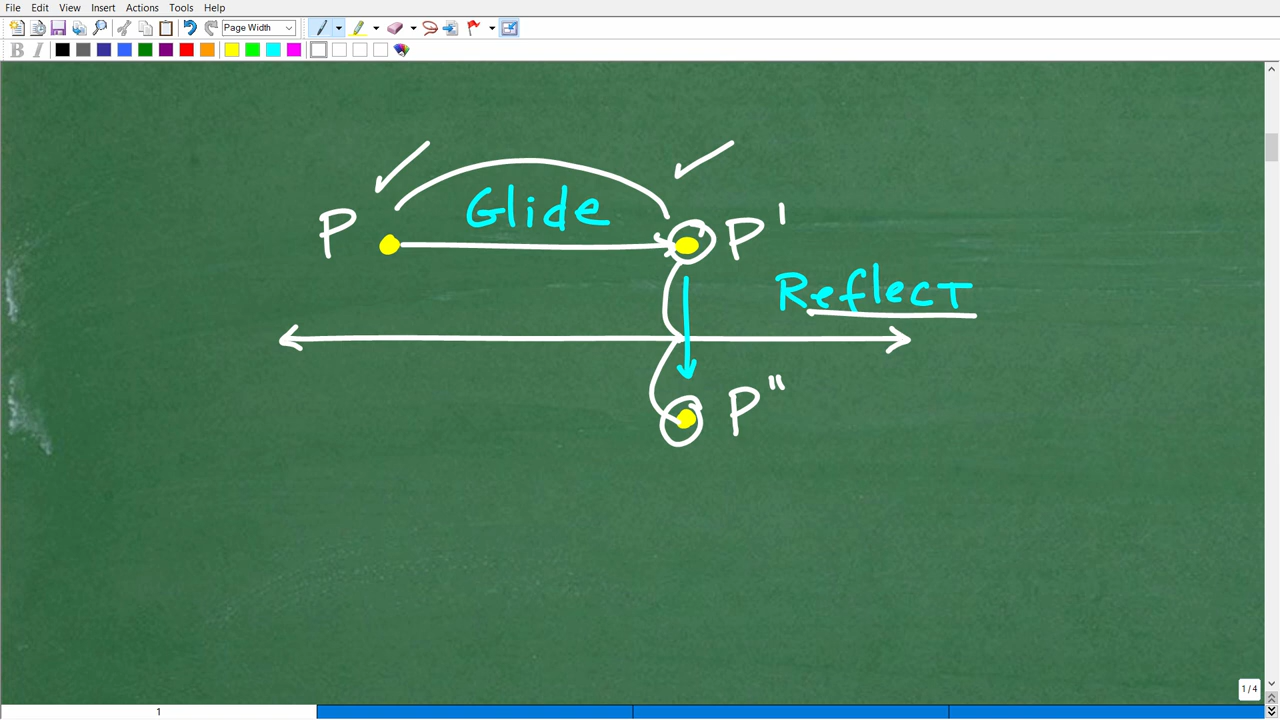 File Edit View Insert Actions Tools Help
Page Width
B I
Glide
P P'
Reflect
P"
1 / 4
1